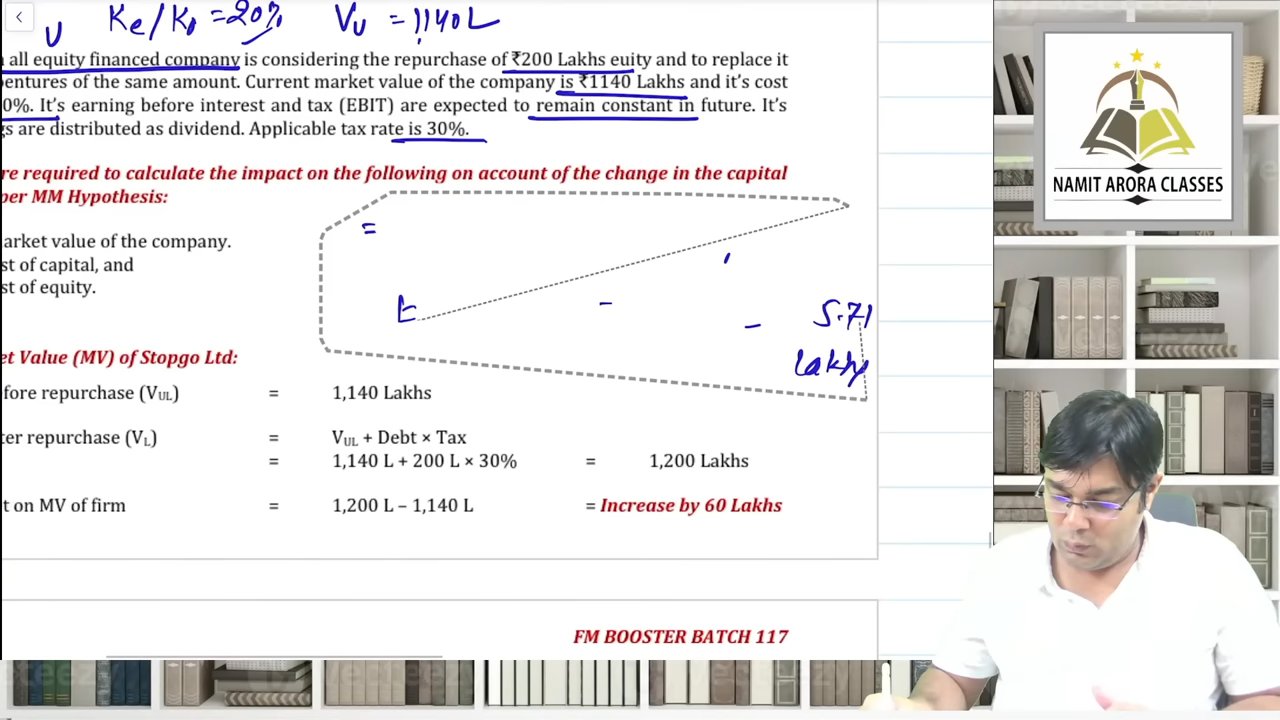 U Ke/Ko =20% Vu = 1140L
all equity financed company is considering the repurchase of ₹200 Lakhs euity and to replace it
entures of the same amount. Current market value of the company is ₹1140 Lakhs and it's cost
0%. It's earning before interest and tax (EBIT) are expected to remain constant in future. It's
gs are distributed as dividend. Applicable tax rate is 30%.
re required to calculate the impact on the following on account of the change in the capital
per MM Hypothesis:
arket value of the company.
st of capital, and
st of equity.
=
E
-
- 5.71
lakhs
et Value (MV) of Stopgo Ltd:
fore repurchase (VUL) = 1,140 Lakhs
ter repurchase (VL) = VUL + Debt × Tax
= 1,140 L + 200 L × 30% = 1,200 Lakhs
t on MV of firm = 1,200 L – 1,140 L = Increase by 60 Lakhs
FM BOOSTER BATCH 117
NAMIT ARORA CLASSES